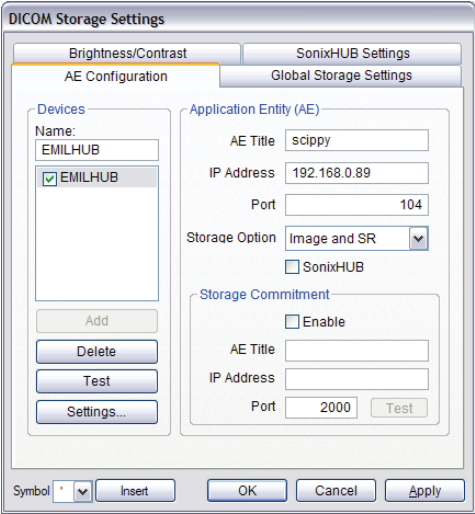 DICOM Storage Settings
Brightness/Contrast
SonixHUB Settings
AE Configuration
Global Storage Settings
Devices
Name:
EMILHUB
EMILHUB
Add
Delete
Test
Settings...
Application Entity (AE)
AE Title scippy
IP Address 192.168.0.89
Port 104
Storage Option Image and SR
SonixHUB
Storage Commitment
Enable
AE Title
IP Address
Port 2000 Test
Symbol ' Insert OK Cancel Apply